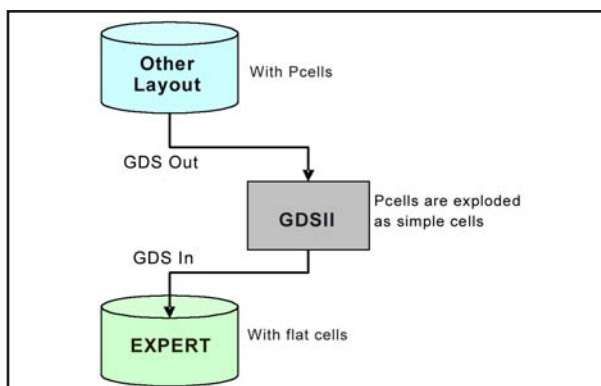 Other
Layout
With Pcells
GDS Out
GDSII
Pcells are exploded
as simple cells
GDS In
EXPERT
With flat cells